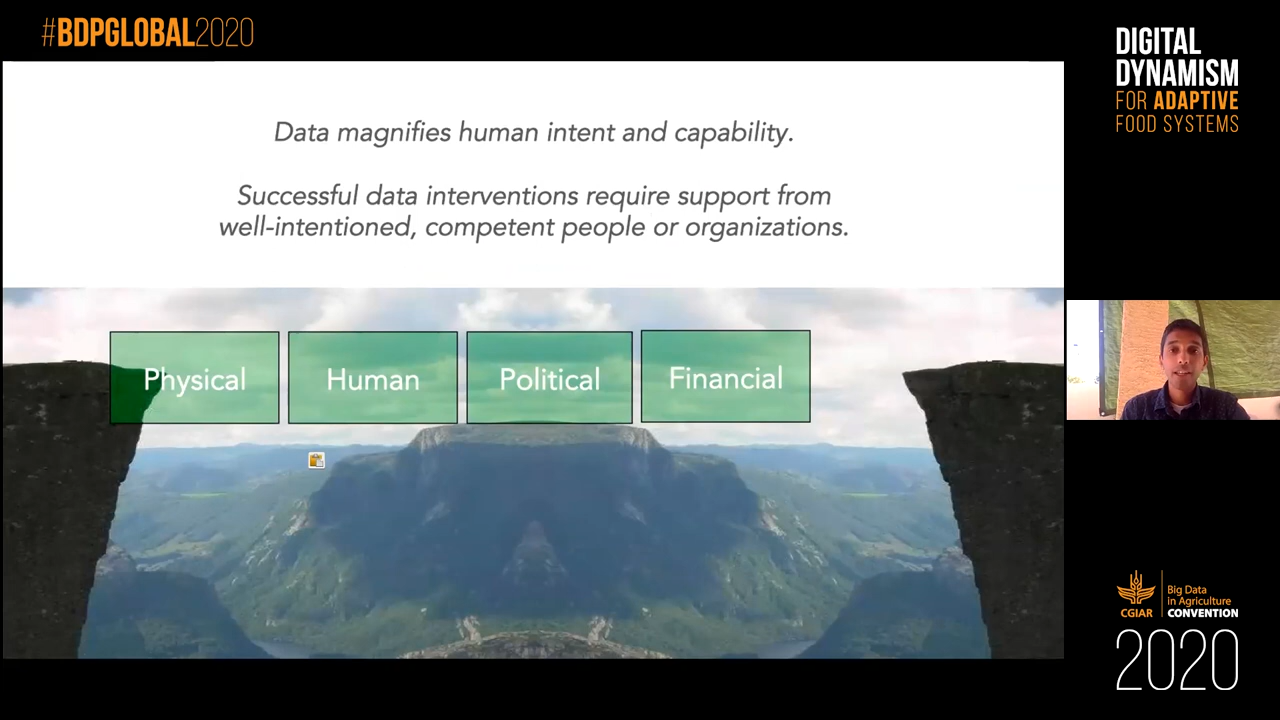 #BDPGLOBAL2020
DIGITAL
DYNAMISM
FOR ADAPTIVE
FOOD SYSTEMS
Data magnifies human intent and capability.
Successful data interventions require support from
well-intentioned, competent people or organizations.
Physical
Human
Political
Financial
CGIAR
Big Data
in Agriculture
CONVENTION
2020